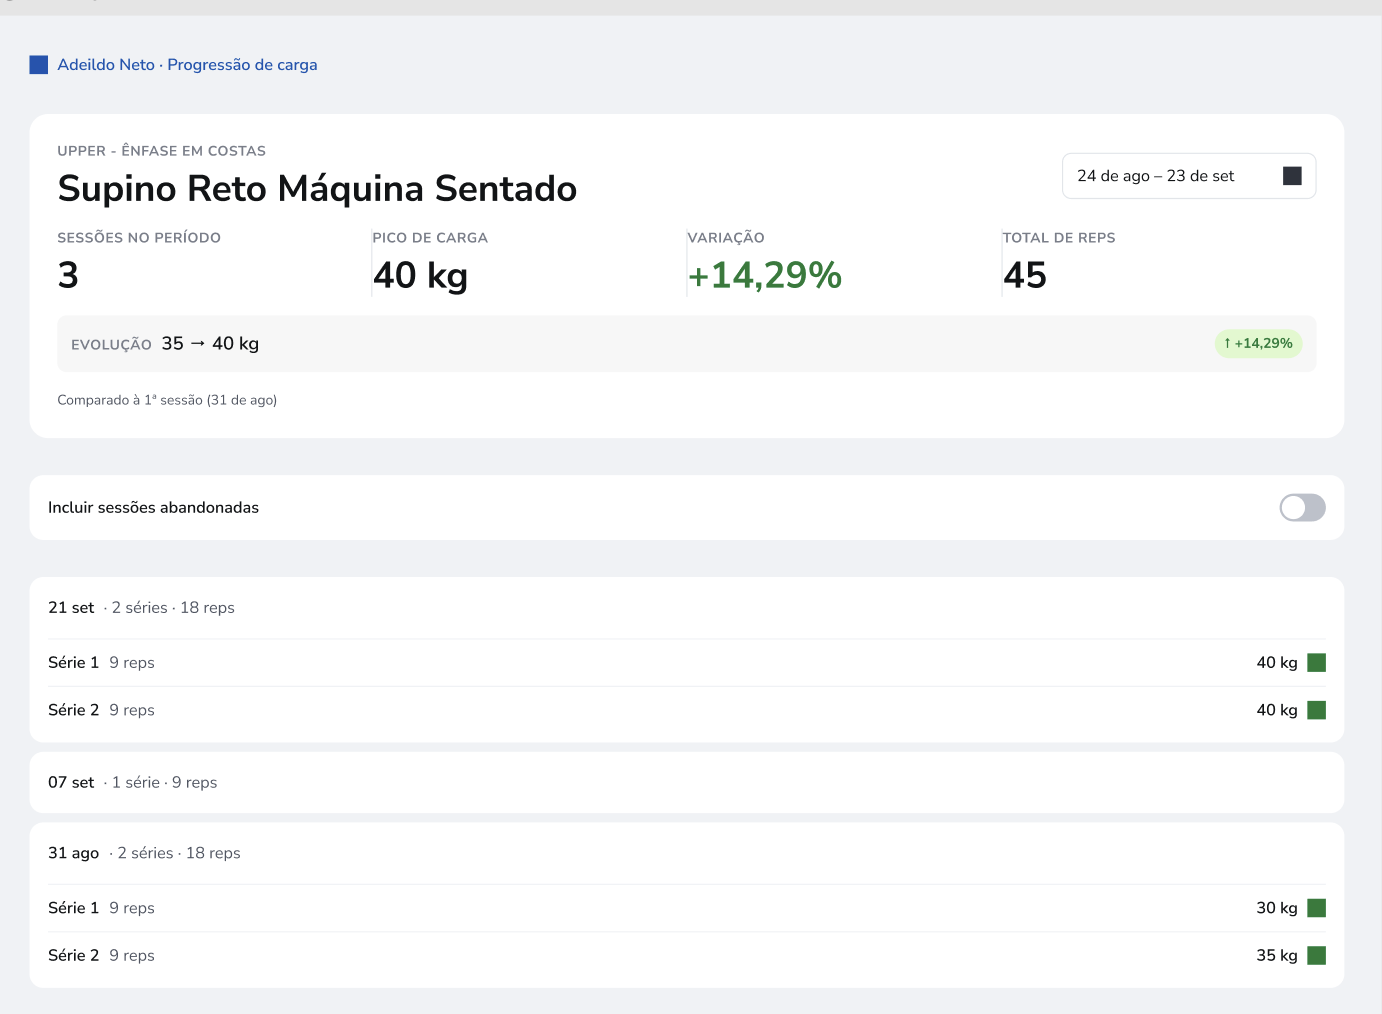 Adeildo Neto · Progressão de carga
UPPER - ÊNFASE EM COSTAS
Supino Reto Máquina Sentado
24 de ago – 23 de set
SESSÕES NO PERÍODO
3
PICO DE CARGA
40 kg
VARIAÇÃO
+14,29%
TOTAL DE REPS
45
EVOLUÇÃO 35 → 40 kg
↑ +14,29%
Comparado à 1ª sessão (31 de ago)
Incluir sessões abandonadas
21 set · 2 séries · 18 reps
Série 1 9 reps 40 kg
Série 2 9 reps 40 kg
07 set · 1 série · 9 reps
31 ago · 2 séries · 18 reps
Série 1 9 reps 30 kg
Série 2 9 reps 35 kg